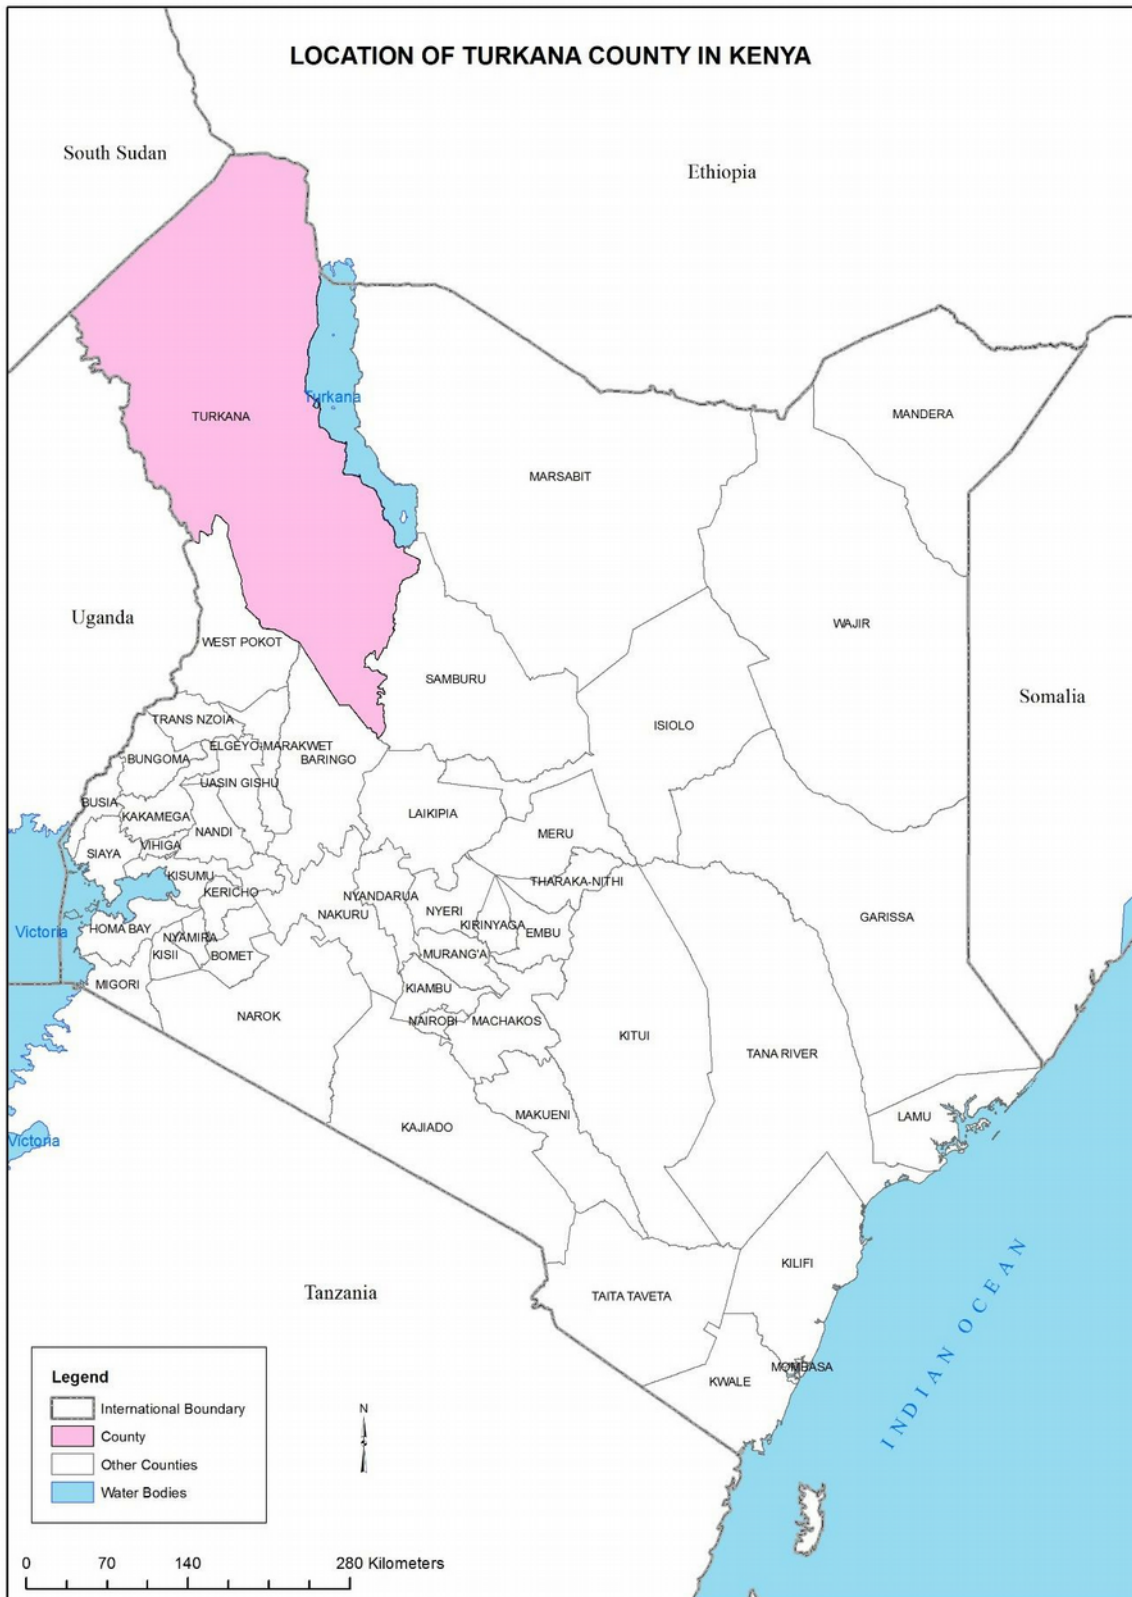 LOCATION OF TURKANA COUNTY IN KENYA
South Sudan
Ethiopia
Turkana
TURKANA
MANDERA
MARSABIT
Uganda
WAJIR
WEST POKOT
SAMBURU
Somalia
ISIOLO
TRANS NZOIA
ELGEYO-MARAKWET
BUNGOMA
BARINGO
UASIN GISHU
BUSIA
KAKAMEGA
LAIKIPIA
NANDI
MERU
VIHIGA
SIAYA
KISUMU
THARAKA-NITHI
KERICHO
NYANDARUA
NAKURU
NYERI
GARISSA
KIRINYAGA
HOMA BAY
Victoria
EMBU
NYAMIRA
KISII
BOMET
MURANG'A
MIGORI
KIAMBU
NAROK
NAIROBI
MACHAKOS
KITUI
TANA RIVER
MAKUENI
LAMU
KAJIADO
Victoria
KILIFI
Tanzania
TAITA TAVETA
INDIAN OCEAN
MOMBASA
KWALE
Legend
International Boundary
County
Other Counties
Water Bodies
N
0 70 140 280 Kilometers